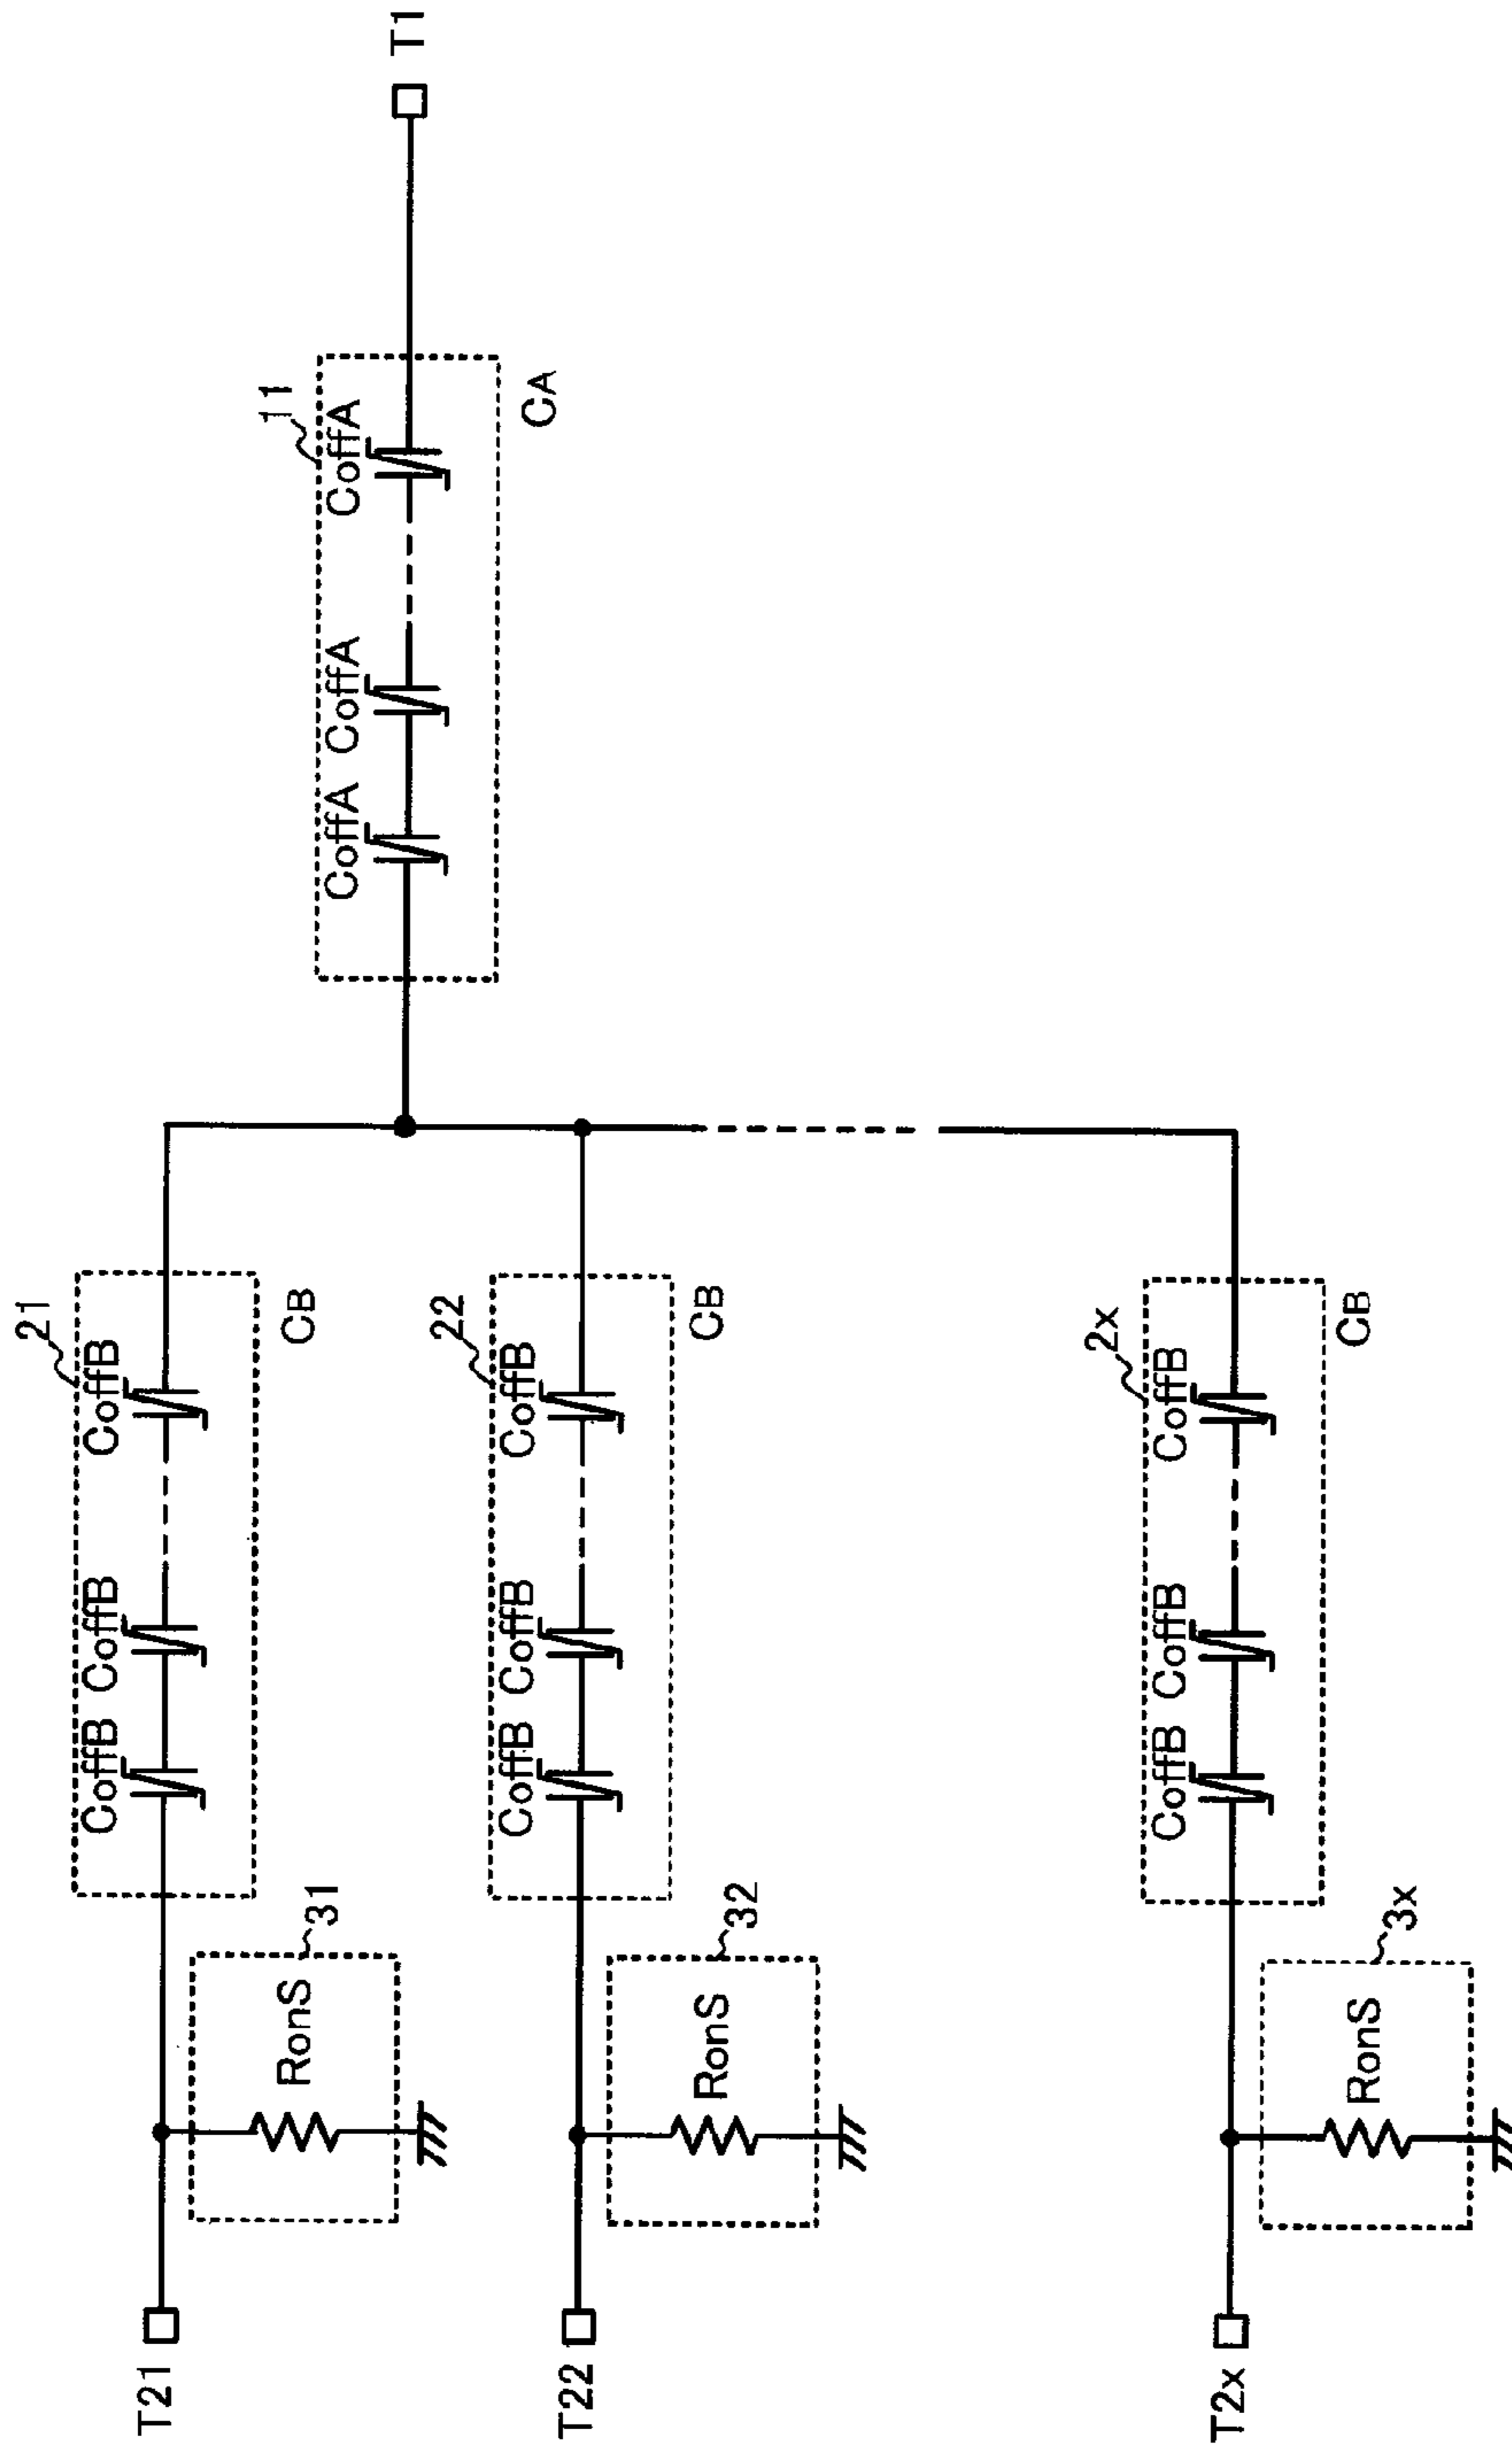 T1
11
CoffA CoffA CoffA
CA
21
CoffB CoffB CoffB
CB
31
RonS
T21
22
CoffB CoffB CoffB
CB
32
RonS
T22
2x
CoffB CoffB CoffB
CB
3x
RonS
T2x